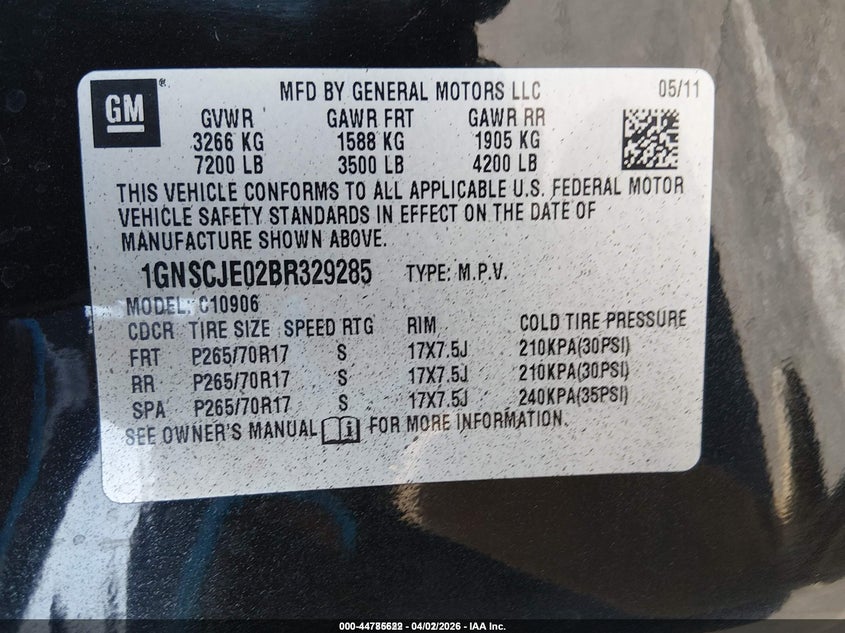 GM
MFD BY GENERAL MOTORS LLC 05/11
GVWR GAWR FRT GAWR RR
3266 KG 1588 KG 1905 KG
7200 LB 3500 LB 4200 LB
THIS VEHICLE CONFORMS TO ALL APPLICABLE U.S. FEDERAL MOTOR
VEHICLE SAFETY STANDARDS IN EFFECT ON THE DATE OF
MANUFACTURE SHOWN ABOVE.
1GNSCJE02BR329285 TYPE: M.P.V.
MODEL: C10906
CDCR TIRE SIZE SPEED RTG RIM COLD TIRE PRESSURE
FRT P265/70R17 S 17X7.5J 210KPA(30PSI)
RR P265/70R17 S 17X7.5J 210KPA(30PSI)
SPA P265/70R17 S 17X7.5J 240KPA(35PSI)
SEE OWNER'S MANUAL FOR MORE INFORMATION.
04/02/2026 - IAA Inc.